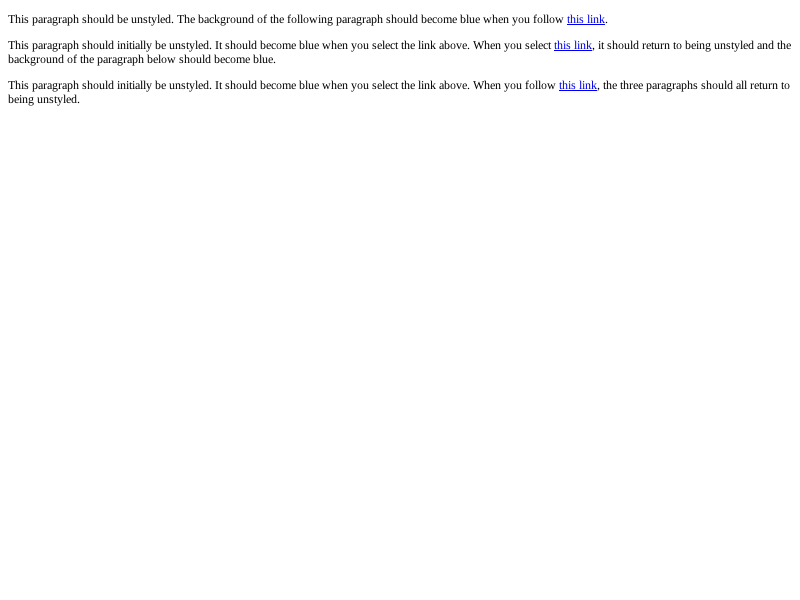 This paragraph should be unstyled. The background of the following paragraph should become blue when you follow this link.
This paragraph should initially be unstyled. It should become blue when you select the link above. When you select this link, it should return to being unstyled and the
background of the paragraph below should become blue.
This paragraph should initially be unstyled. It should become blue when you select the link above. When you follow this link, the three paragraphs should all return to
being unstyled.